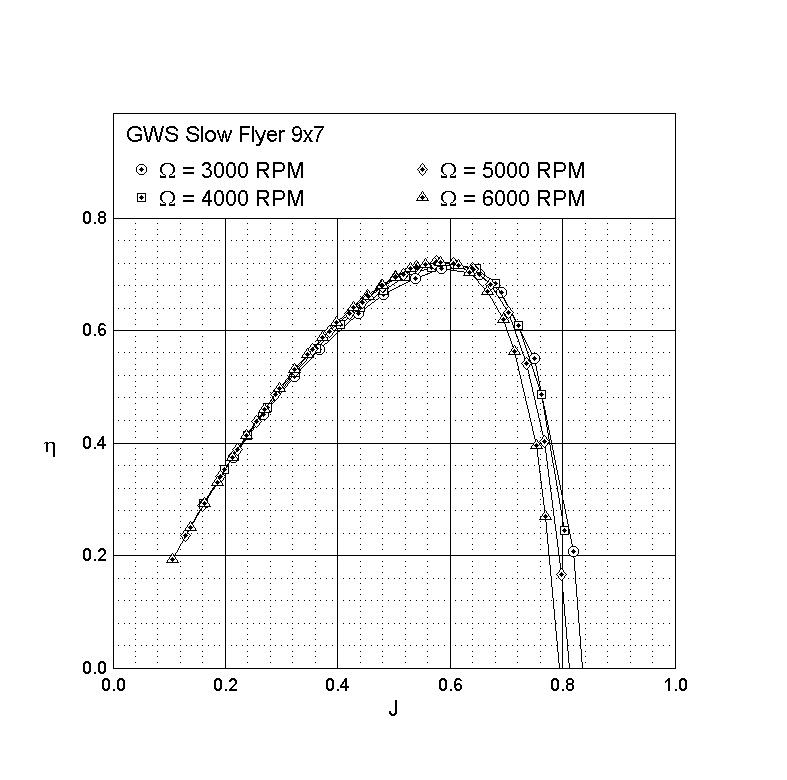 GWS Slow Flyer 9x7
Ω = 3000 RPM
Ω = 5000 RPM
Ω = 4000 RPM
Ω = 6000 RPM
0.8
0.6
η
0.4
0.2
0.0
0.0 0.2 0.4 0.6 0.8 1.0
J